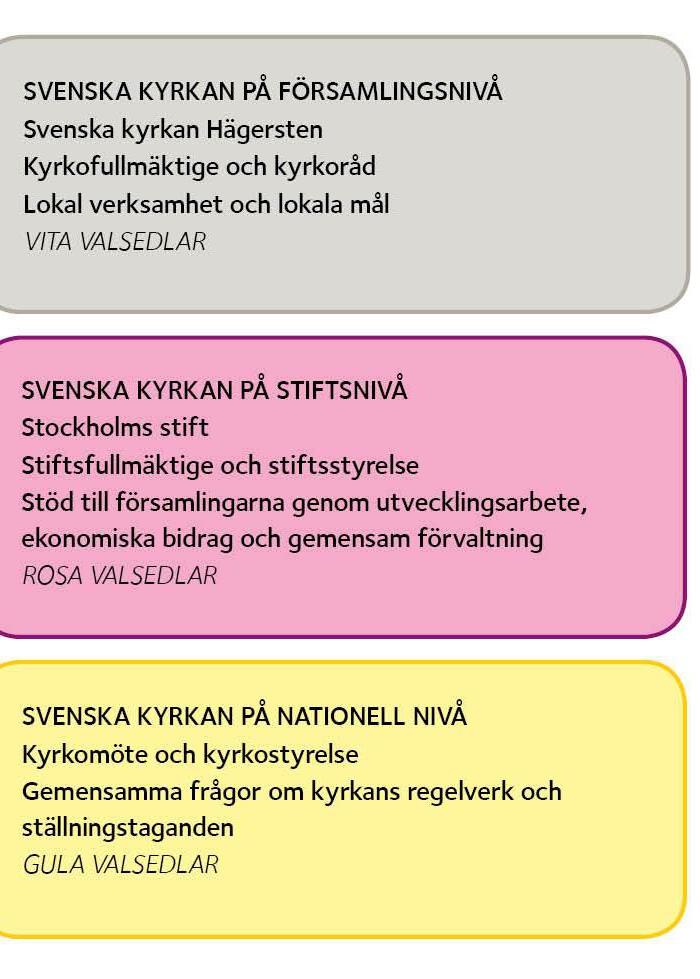 SVENSKA KYRKAN PÅ FÖRSAMLINGSNIVÅ
Svenska kyrkan Hägersten
Kyrkofullmäktige och kyrkoråd
Lokal verksamhet och lokala mål
VITA VALSEDLAR
SVENSKA KYRKAN PÅ STIFTSNIVÅ
Stockholms stift
Stiftsfullmäktige och stiftsstyrelse
Stöd till församlingarna genom utvecklingsarbete,
ekonomiska bidrag och gemensam förvaltning
ROSA VALSEDLAR
SVENSKA KYRKAN PÅ NATIONELL NIVÅ
Kyrkomöte och kyrkostyrelse
Gemensamma frågor om kyrkans regelverk och
ställningstaganden
GULA VALSEDLAR